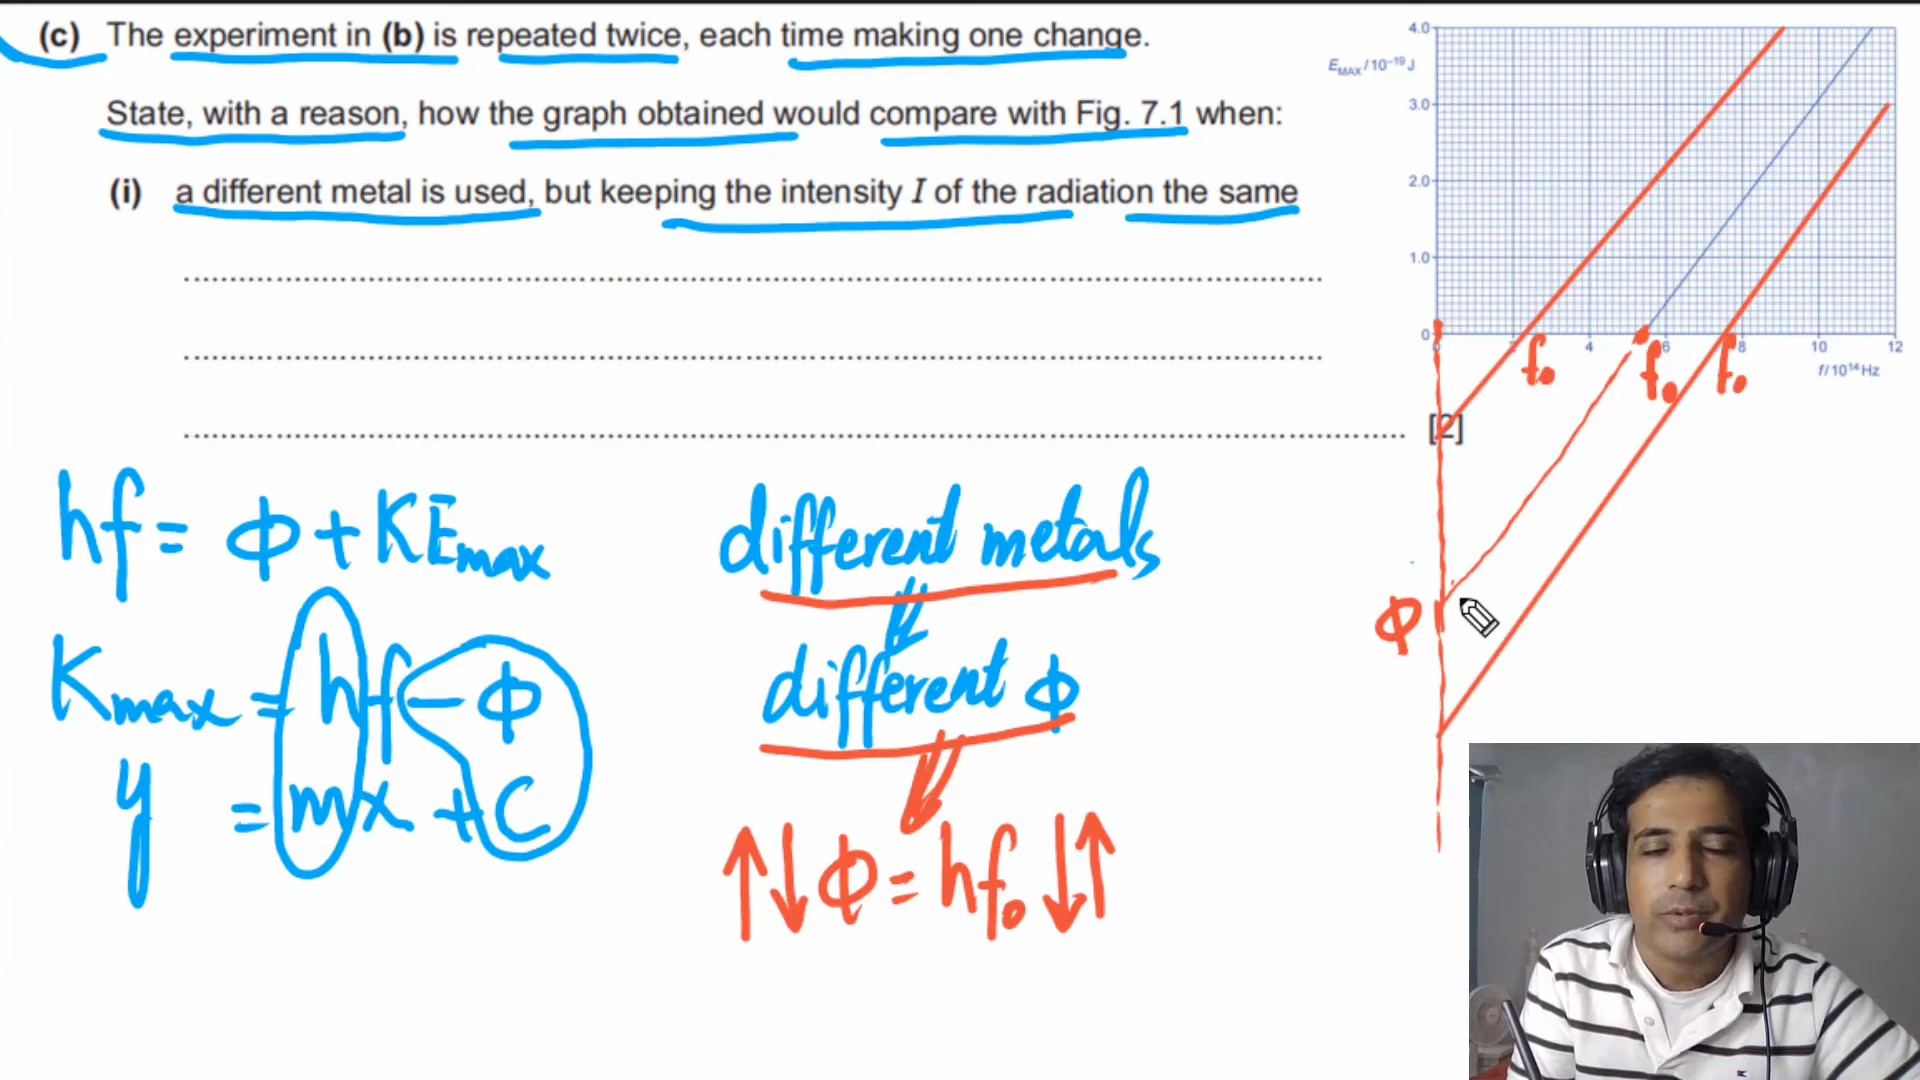 (c) The experiment in (b) is repeated twice, each time making one change.
State, with a reason, how the graph obtained would compare with Fig. 7.1 when:
(i) a different metal is used, but keeping the intensity I of the radiation the same
[2]
4.0
E_MAX / 10⁻¹⁹ J
3.0
2.0
1.0
0
0 2 4 6 8 10 12
f/10¹⁴ Hz
f₀ f₀ f₀
Φ
hf = Φ + KEmax
Kmax = hf - Φ
y = mx + C
different metals
different Φ
↑↓ Φ = hf₀ ↓↑